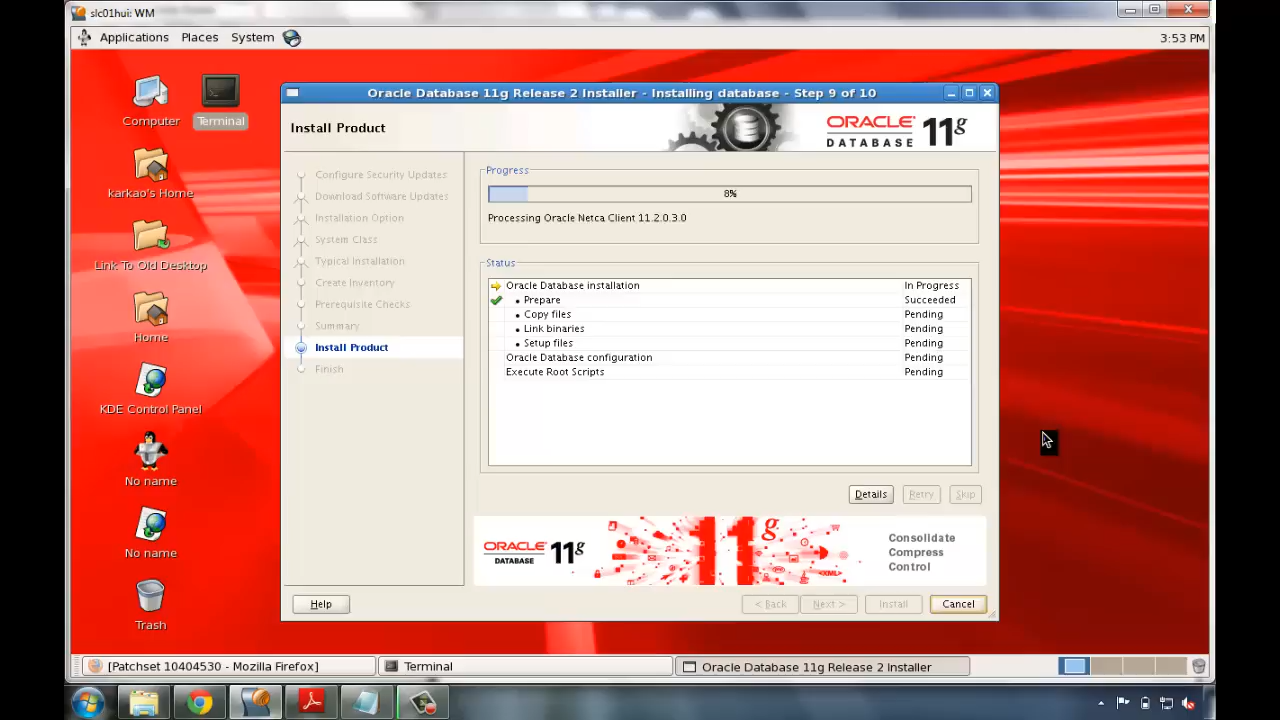 slc01hui: WM
Applications Places System
3:53 PM
Computer
Terminal
karkao's Home
Link To Old Desktop
Home
KDE Control Panel
No name
No name
Trash
Oracle Database 11g Release 2 Installer - Installing database - Step 9 of 10
Install Product
ORACLE
DATABASE
11g
Configure Security Updates
Download Software Updates
Installation Option
System Class
Typical Installation
Create Inventory
Prerequisite Checks
Summary
Install Product
Finish
Progress
8%
Processing Oracle Netca Client 11.2.0.3.0
Status
Oracle Database installation In Progress
• Prepare Succeeded
• Copy files Pending
• Link binaries Pending
• Setup files Pending
Oracle Database configuration Pending
Execute Root Scripts Pending
Details Retry Skip
ORACLE
DATABASE
11g
11g
Consolidate
Compress
Control
Help
< Back Next > Install Cancel
[Patchset 10404530 - Mozilla Firefox]
Terminal
Oracle Database 11g Release 2 Installer